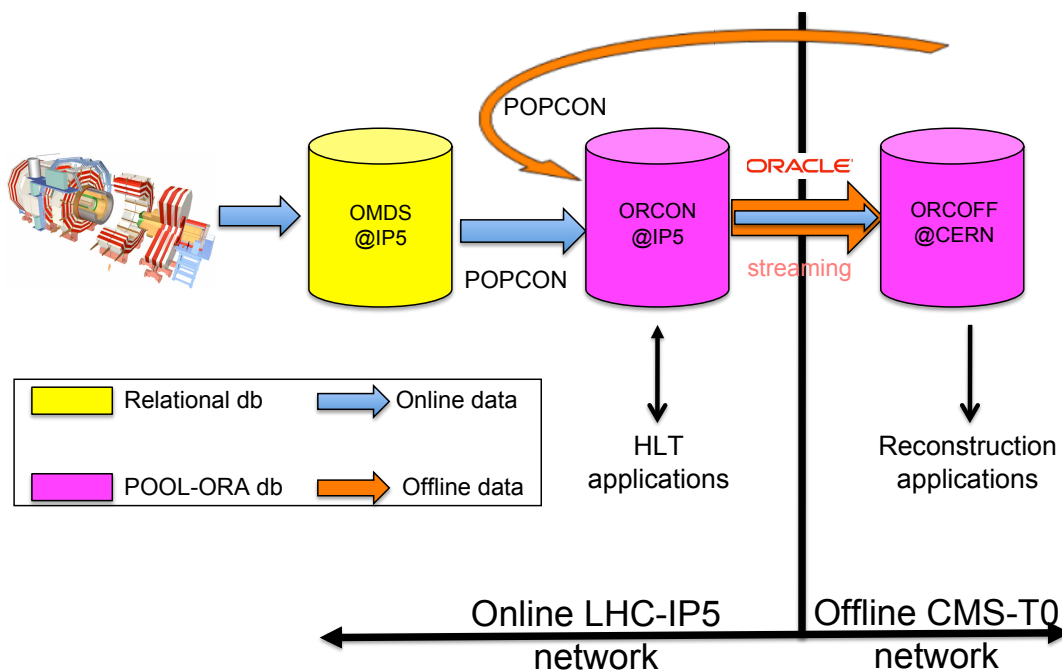 POPCON
ORACLE
OMDS
@IP5
ORCON
@IP5
ORCOFF
@CERN
POPCON
streaming
Relational db
Online data
POOL-ORA db
Offline data
HLT
applications
Reconstruction
applications
Online LHC-IP5
network
Offline CMS-T0
network